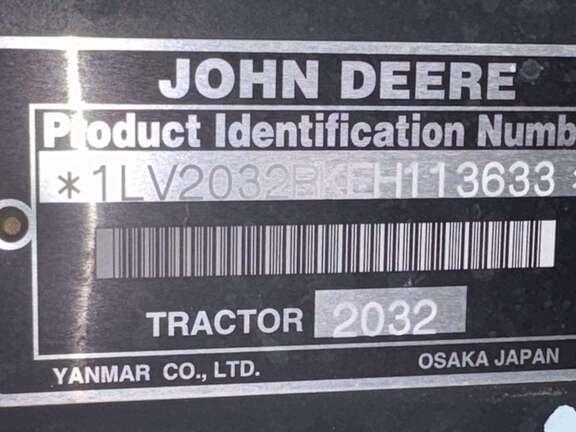 JOHN DEERE
Product Identification Numb
*1LV2032RKEH113633*
TRACTOR 2032
YANMAR CO., LTD. OSAKA JAPAN